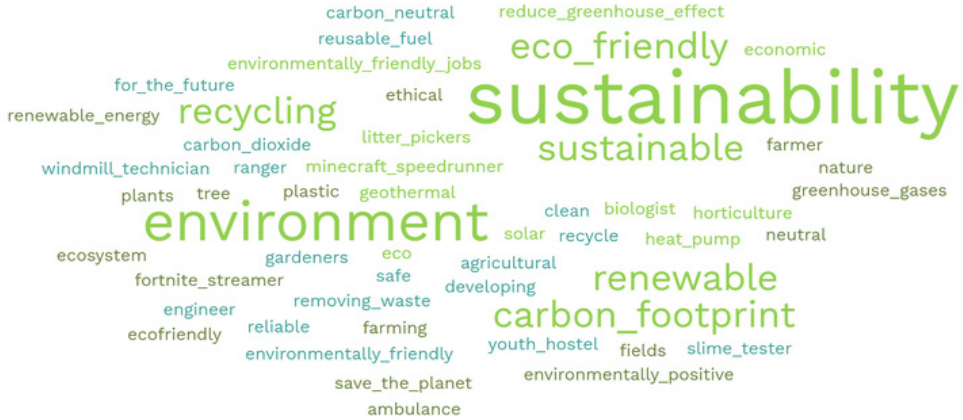 carbon_neutral reduce_greenhouse_effect
reusable_fuel eco_friendly economic
environmentally_friendly_jobs
for_the_future ethical sustainability
renewable_energy recycling
litter_pickers
carbon_dioxide sustainable farmer
windmill_technician ranger minecraft_speedrunner nature
plants tree plastic geothermal greenhouse_gases
environment clean biologist horticulture
solar recycle heat_pump neutral
ecosystem gardeners eco agricultural
fortnite_streamer safe developing renewable
removing_waste
engineer carbon_footprint
ecofriendly reliable farming
environmentally_friendly youth_hostel fields slime_tester
save_the_planet environmentally_positive
ambulance